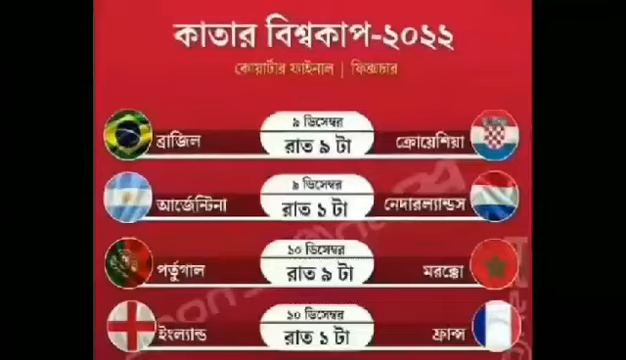 কাতার বিশ্বকাপ-২০২২
কোয়ার্টার ফাইনাল | ফিক্সচার
ব্রাজিল ৯ ডিসেম্বর রাত ৯ টা ক্রোয়েশিয়া
আর্জেন্টিনা ৯ ডিসেম্বর রাত ১ টা নেদারল্যান্ডস
পর্তুগাল ১০ ডিসেম্বর রাত ৯ টা মরক্কো
ইংল্যান্ড ১০ ডিসেম্বর রাত ১ টা ফ্রান্স